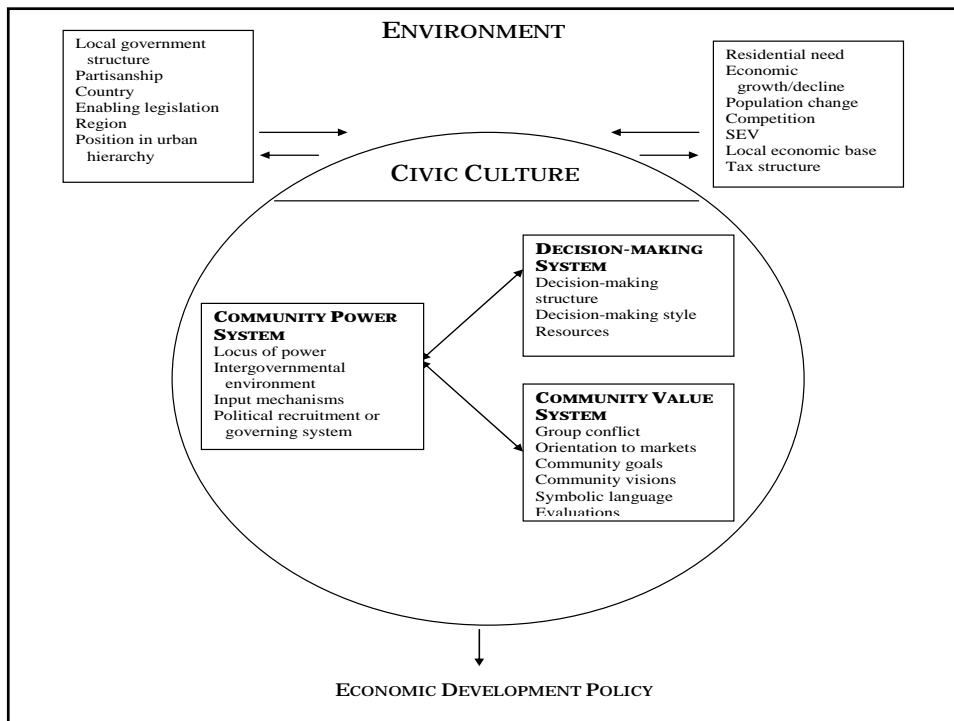 ENVIRONMENT
Local government
structure
Partisanship
Country
Enabling legislation
Region
Position in urban
hierarchy
Residential need
Economic
growth/decline
Population change
Competition
SEV
Local economic base
Tax structure
CIVIC CULTURE
COMMUNITY POWER
SYSTEM
Locus of power
Intergovernmental
environment
Input mechanisms
Political recruitment or
governing system
DECISION-MAKING
SYSTEM
Decision-making
structure
Decision-making style
Resources
COMMUNITY VALUE
SYSTEM
Group conflict
Orientation to markets
Community goals
Community visions
Symbolic language
Evaluations
ECONOMIC DEVELOPMENT POLICY